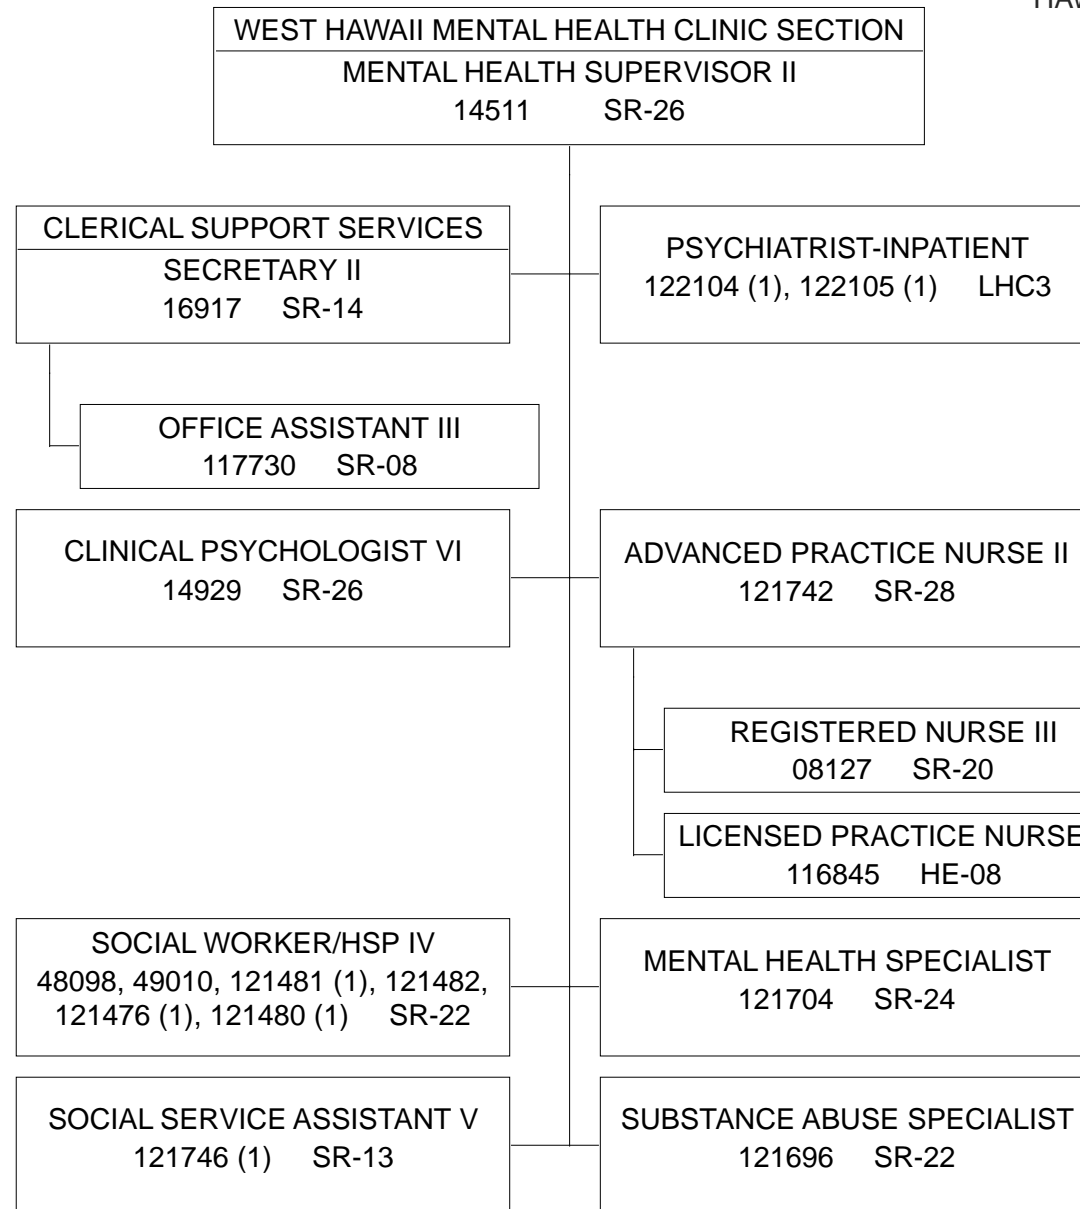 WEST HAWAII MENTAL HEALTH CLINIC SECTION
MENTAL HEALTH SUPERVISOR II
14511 SR-26
CLERICAL SUPPORT SERVICES
SECRETARY II
16917 SR-14
PSYCHIATRIST-INPATIENT
122104 (1), 122105 (1) LHC3
OFFICE ASSISTANT III
117730 SR-08
CLINICAL PSYCHOLOGIST VI
14929 SR-26
ADVANCED PRACTICE NURSE II
121742 SR-28
REGISTERED NURSE III
08127 SR-20
LICENSED PRACTICE NURSE
116845 HE-08
SOCIAL WORKER/HSP IV
48098, 49010, 121481 (1), 121482,
121476 (1), 121480 (1) SR-22
MENTAL HEALTH SPECIALIST
121704 SR-24
SOCIAL SERVICE ASSISTANT V
121746 (1) SR-13
SUBSTANCE ABUSE SPECIALIST
121696 SR-22